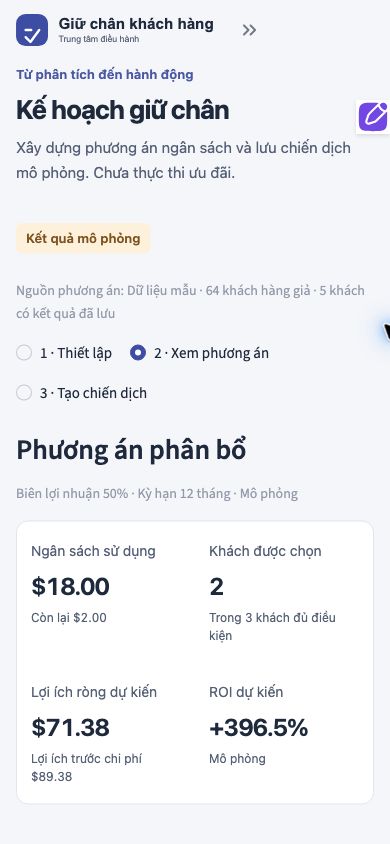 Giữ chân khách hàng
Trung tâm điều hành
Từ phân tích đến hành động
Kế hoạch giữ chân
Xây dựng phương án ngân sách và lưu chiến dịch
mô phỏng. Chưa thực thi ưu đãi.
Kết quả mô phỏng
Nguồn phương án: Dữ liệu mẫu · 64 khách hàng giả · 5 khách
có kết quả đã lưu
1 · Thiết lập
2 · Xem phương án
3 · Tạo chiến dịch
Phương án phân bổ
Biên lợi nhuận 50% · Kỳ hạn 12 tháng · Mô phỏng
Ngân sách sử dụng
$18.00
Còn lại $2.00
Khách được chọn
2
Trong 3 khách đủ điều
kiện
Lợi ích ròng dự kiến
$71.38
Lợi ích trước chi phí
$89.38
ROI dự kiến
+396.5%
Mô phỏng